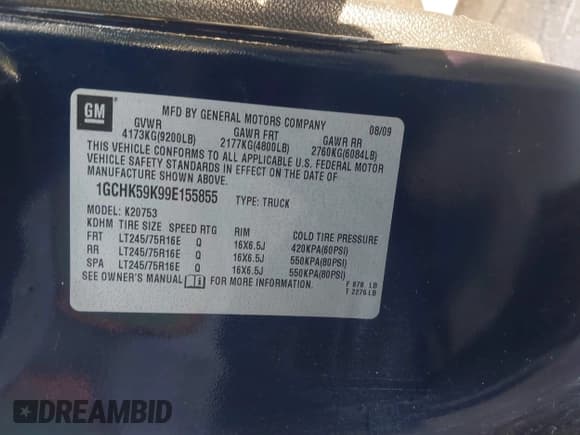 GM
MFD BY GENERAL MOTORS COMPANY 08/09
GVWR GAWR FRT GAWR RR
4173KG(9200LB) 2177KG(4800LB) 2760KG(6084LB)
THIS VEHICLE CONFORMS TO ALL APPLICABLE U.S. FEDERAL MOTOR
VEHICLE SAFETY STANDARDS IN EFFECT ON THE DATE OF
MANUFACTURE SHOWN ABOVE.
1GCHK59K99E155855 TYPE: TRUCK
MODEL: K20753
KDHM TIRE SIZE SPEED RTG RIM COLD TIRE PRESSURE
FRT LT245/75R16E Q 16X6.5J 420KPA(60PSI)
RR LT245/75R16E Q 16X6.5J 550KPA(80PSI)
SPA LT245/75R16E Q 16X6.5J 550KPA(80PSI)
SEE OWNER'S MANUAL FOR MORE INFORMATION.
F 878 LB
T 2276 LB
DREAMBID